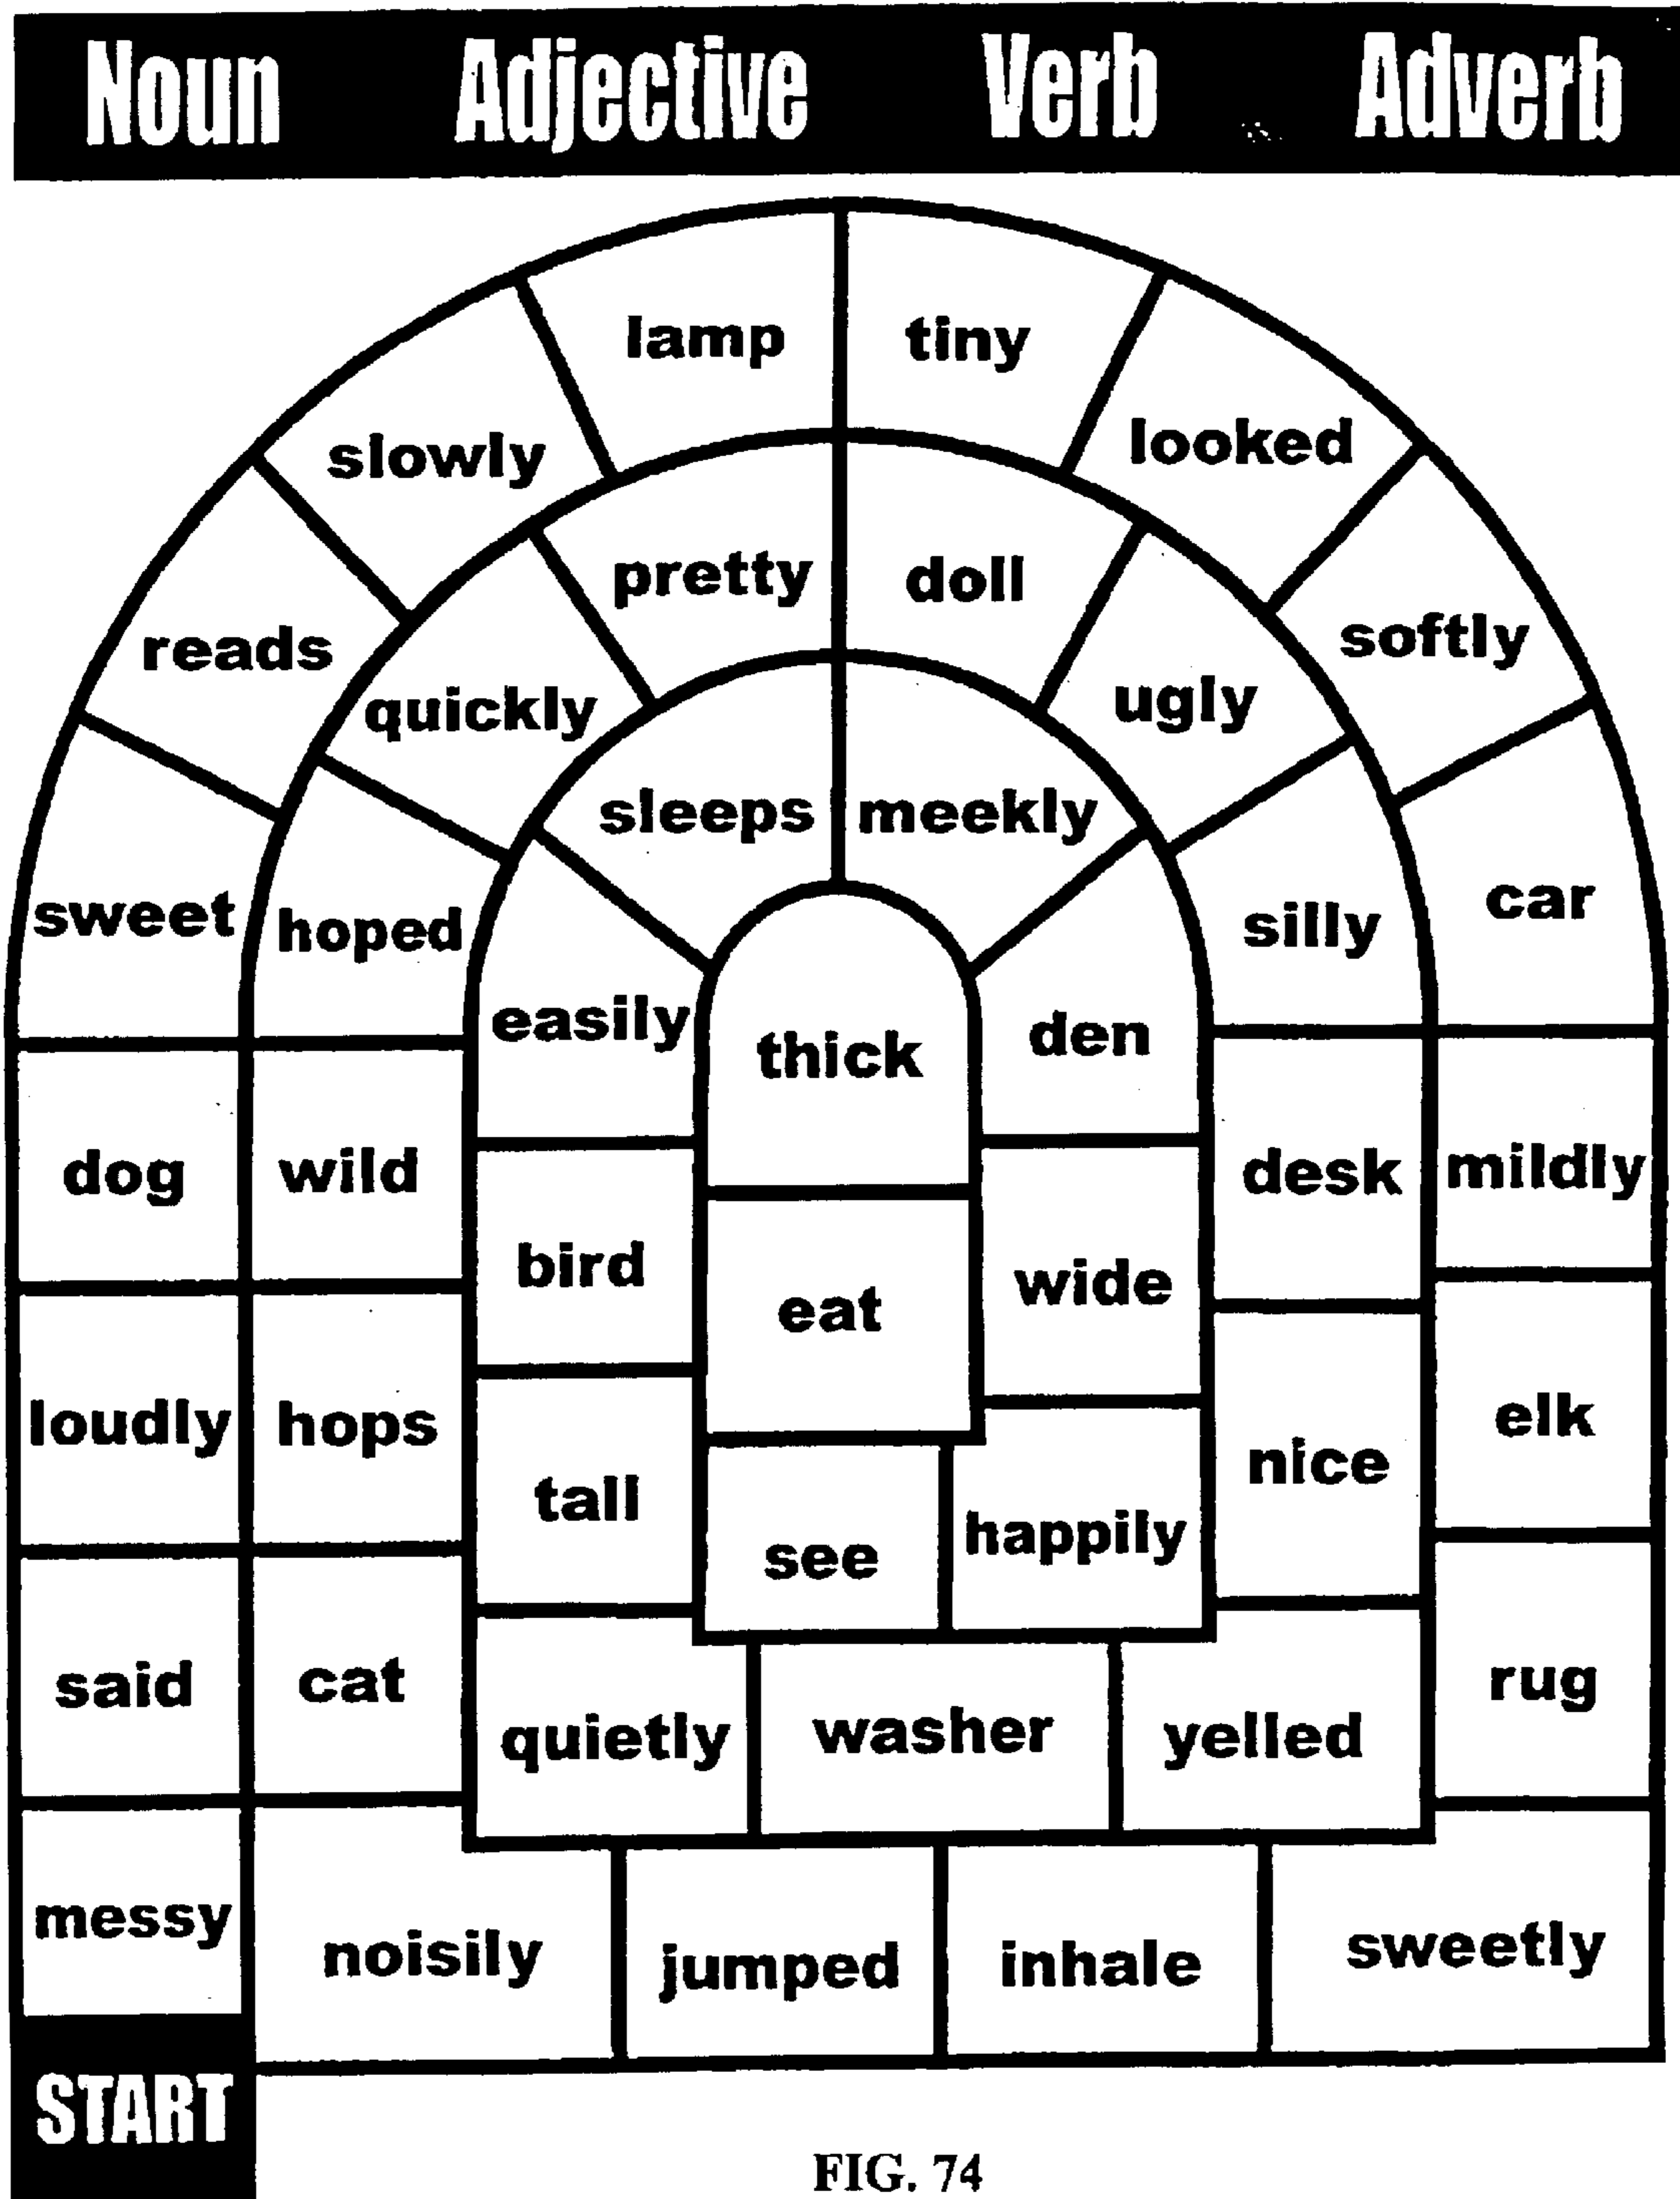 Noun Adjective Verb Adverb
lamp tiny
slowly looked
pretty doll
reads softly
quickly ugly
sleeps meekly
sweet hoped silly car
easily thick den
dog wild desk mildly
bird eat wide
loudly hops elk
tall nice
see happily
said cat rug
quietly washer yelled
messy
noisily jumped inhale sweetly
START
FIG. 74